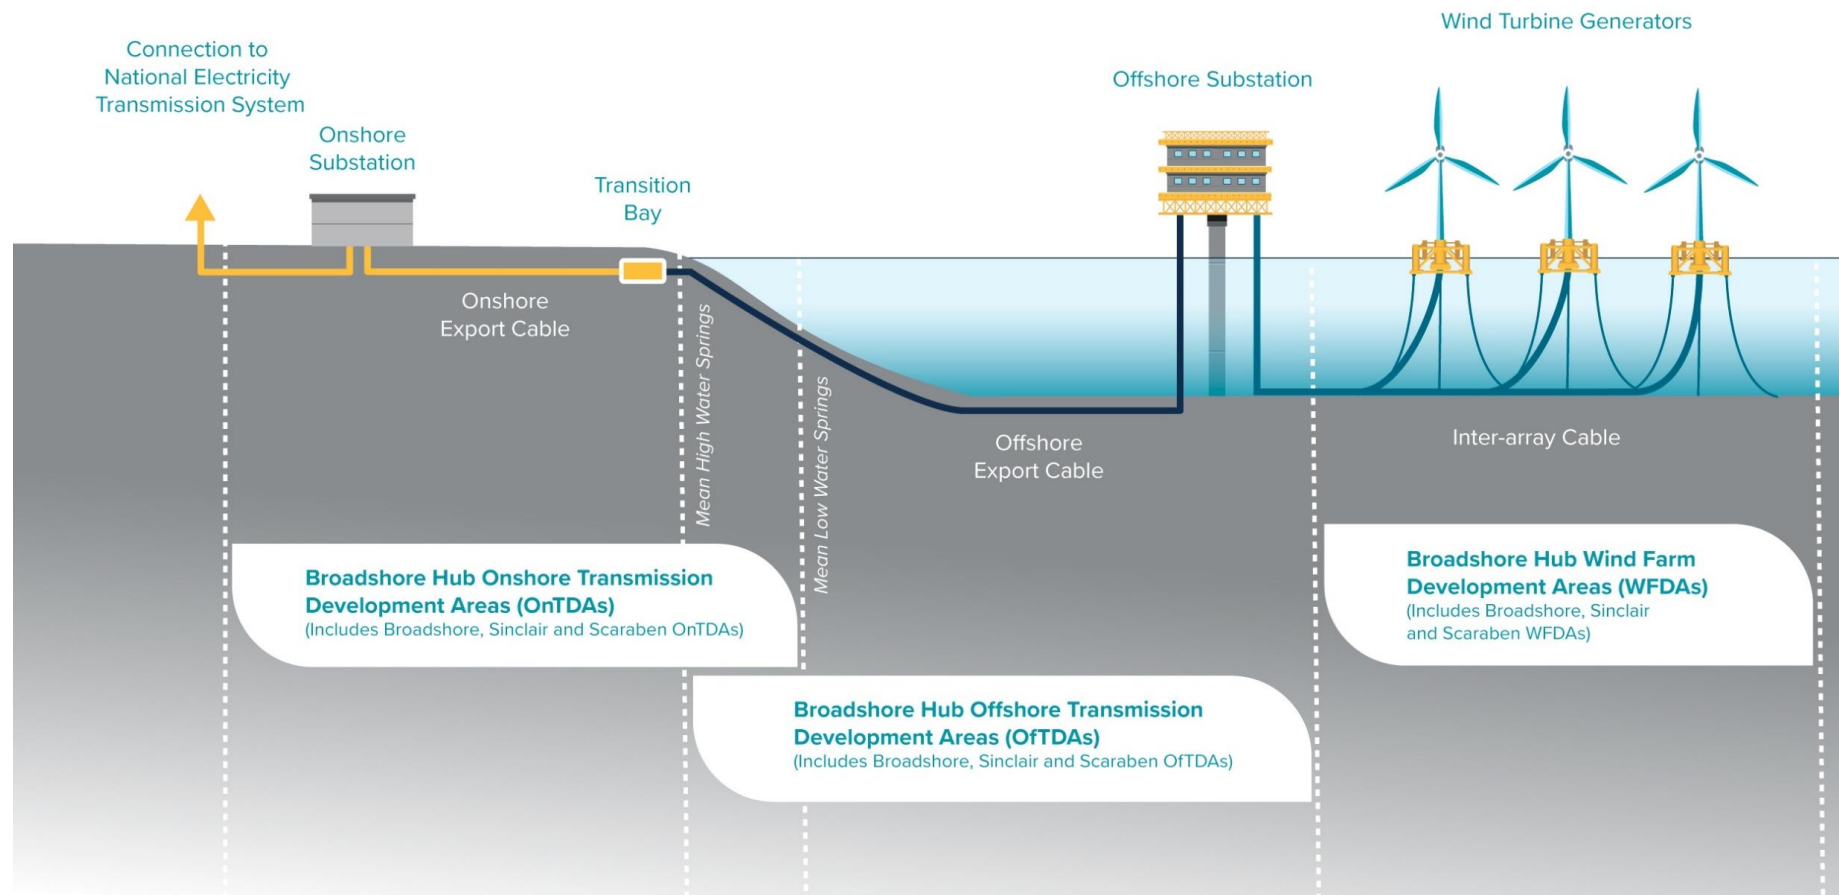 Wind Turbine Generators
Connection to
National Electricity
Transmission System
Offshore Substation
Onshore
Substation
Transition
Bay
Onshore
Export Cable
Mean High Water Springs
Mean Low Water Springs
Offshore
Export Cable
Inter-array Cable
Broadshore Hub Onshore Transmission
Development Areas (OnTDAs)
(Includes Broadshore, Sinclair and Scaraben OnTDAs)
Broadshore Hub Offshore Transmission
Development Areas (OfTDAs)
(Includes Broadshore, Sinclair and Scaraben OfTDAs)
Broadshore Hub Wind Farm
Development Areas (WFDAs)
(Includes Broadshore, Sinclair
and Scaraben WFDAs)